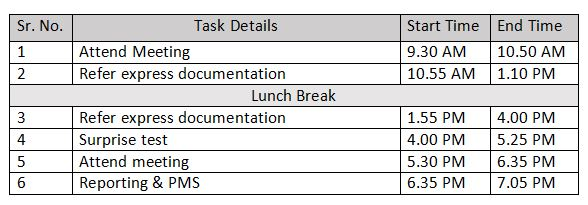 Sr. No. Task Details Start Time End Time
1 Attend Meeting 9.30 AM 10.50 AM
2 Refer express documentation 10.55 AM 1.10 PM
Lunch Break
3 Refer express documentation 1.55 PM 4.00 PM
4 Surprise test 4.00 PM 5.25 PM
5 Attend meeting 5.30 PM 6.35 PM
6 Reporting & PMS 6.35 PM 7.05 PM